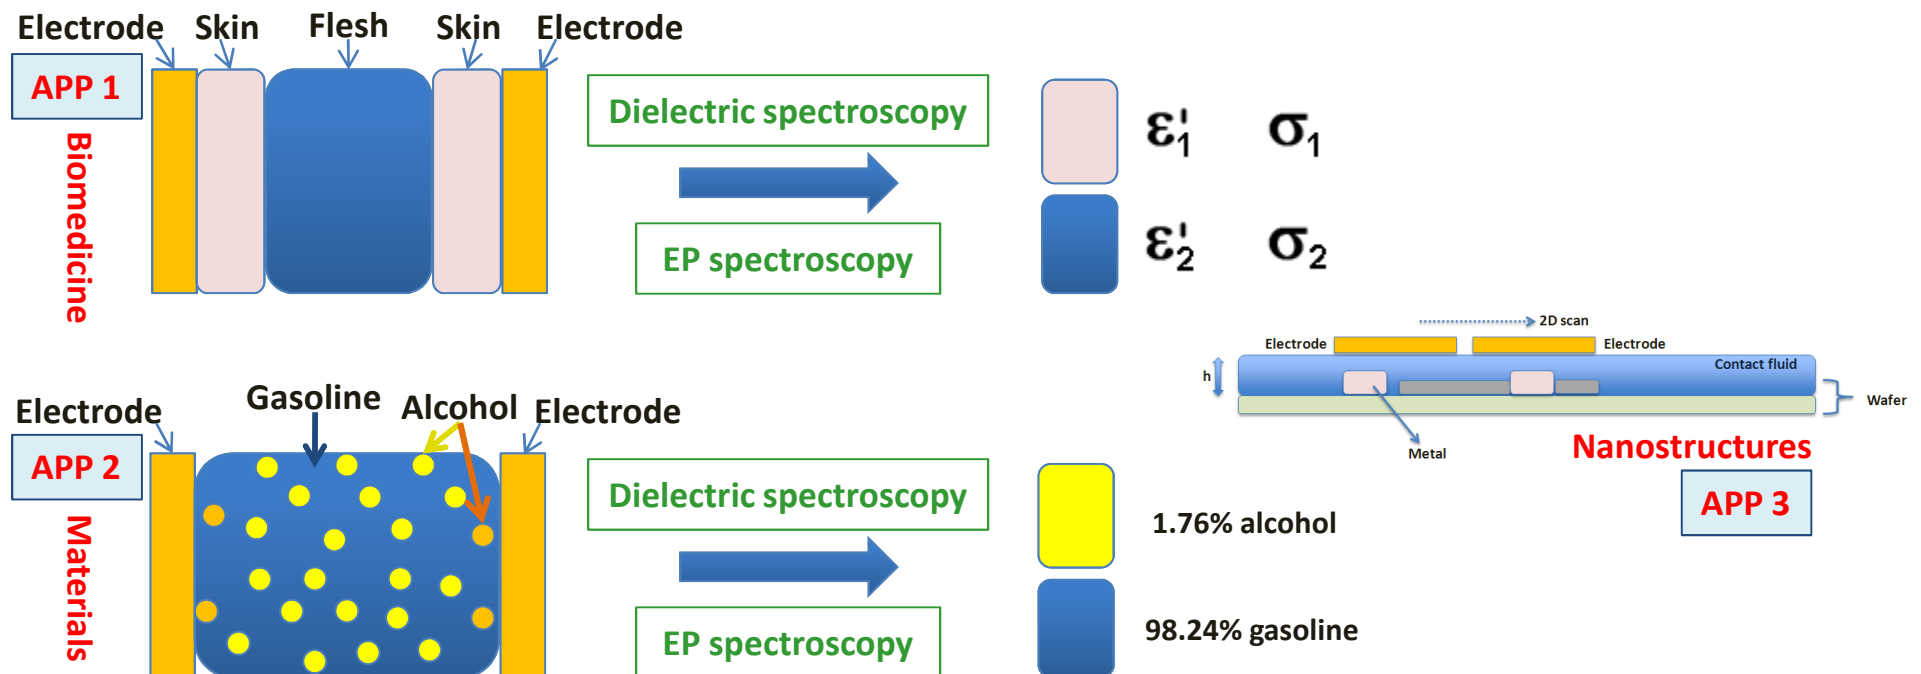 Electrode Skin Flesh Skin Electrode
APP 1
Biomedicine
Dielectric spectroscopy
EP spectroscopy
ε'1 σ1
ε'2 σ2
2D scan
Electrode Electrode
Contact fluid
h
Wafer
Metal
Nanostructures
APP 3
Gasoline Alcohol
Electrode Electrode
APP 2
Materials
Dielectric spectroscopy
EP spectroscopy
1.76% alcohol
98.24% gasoline